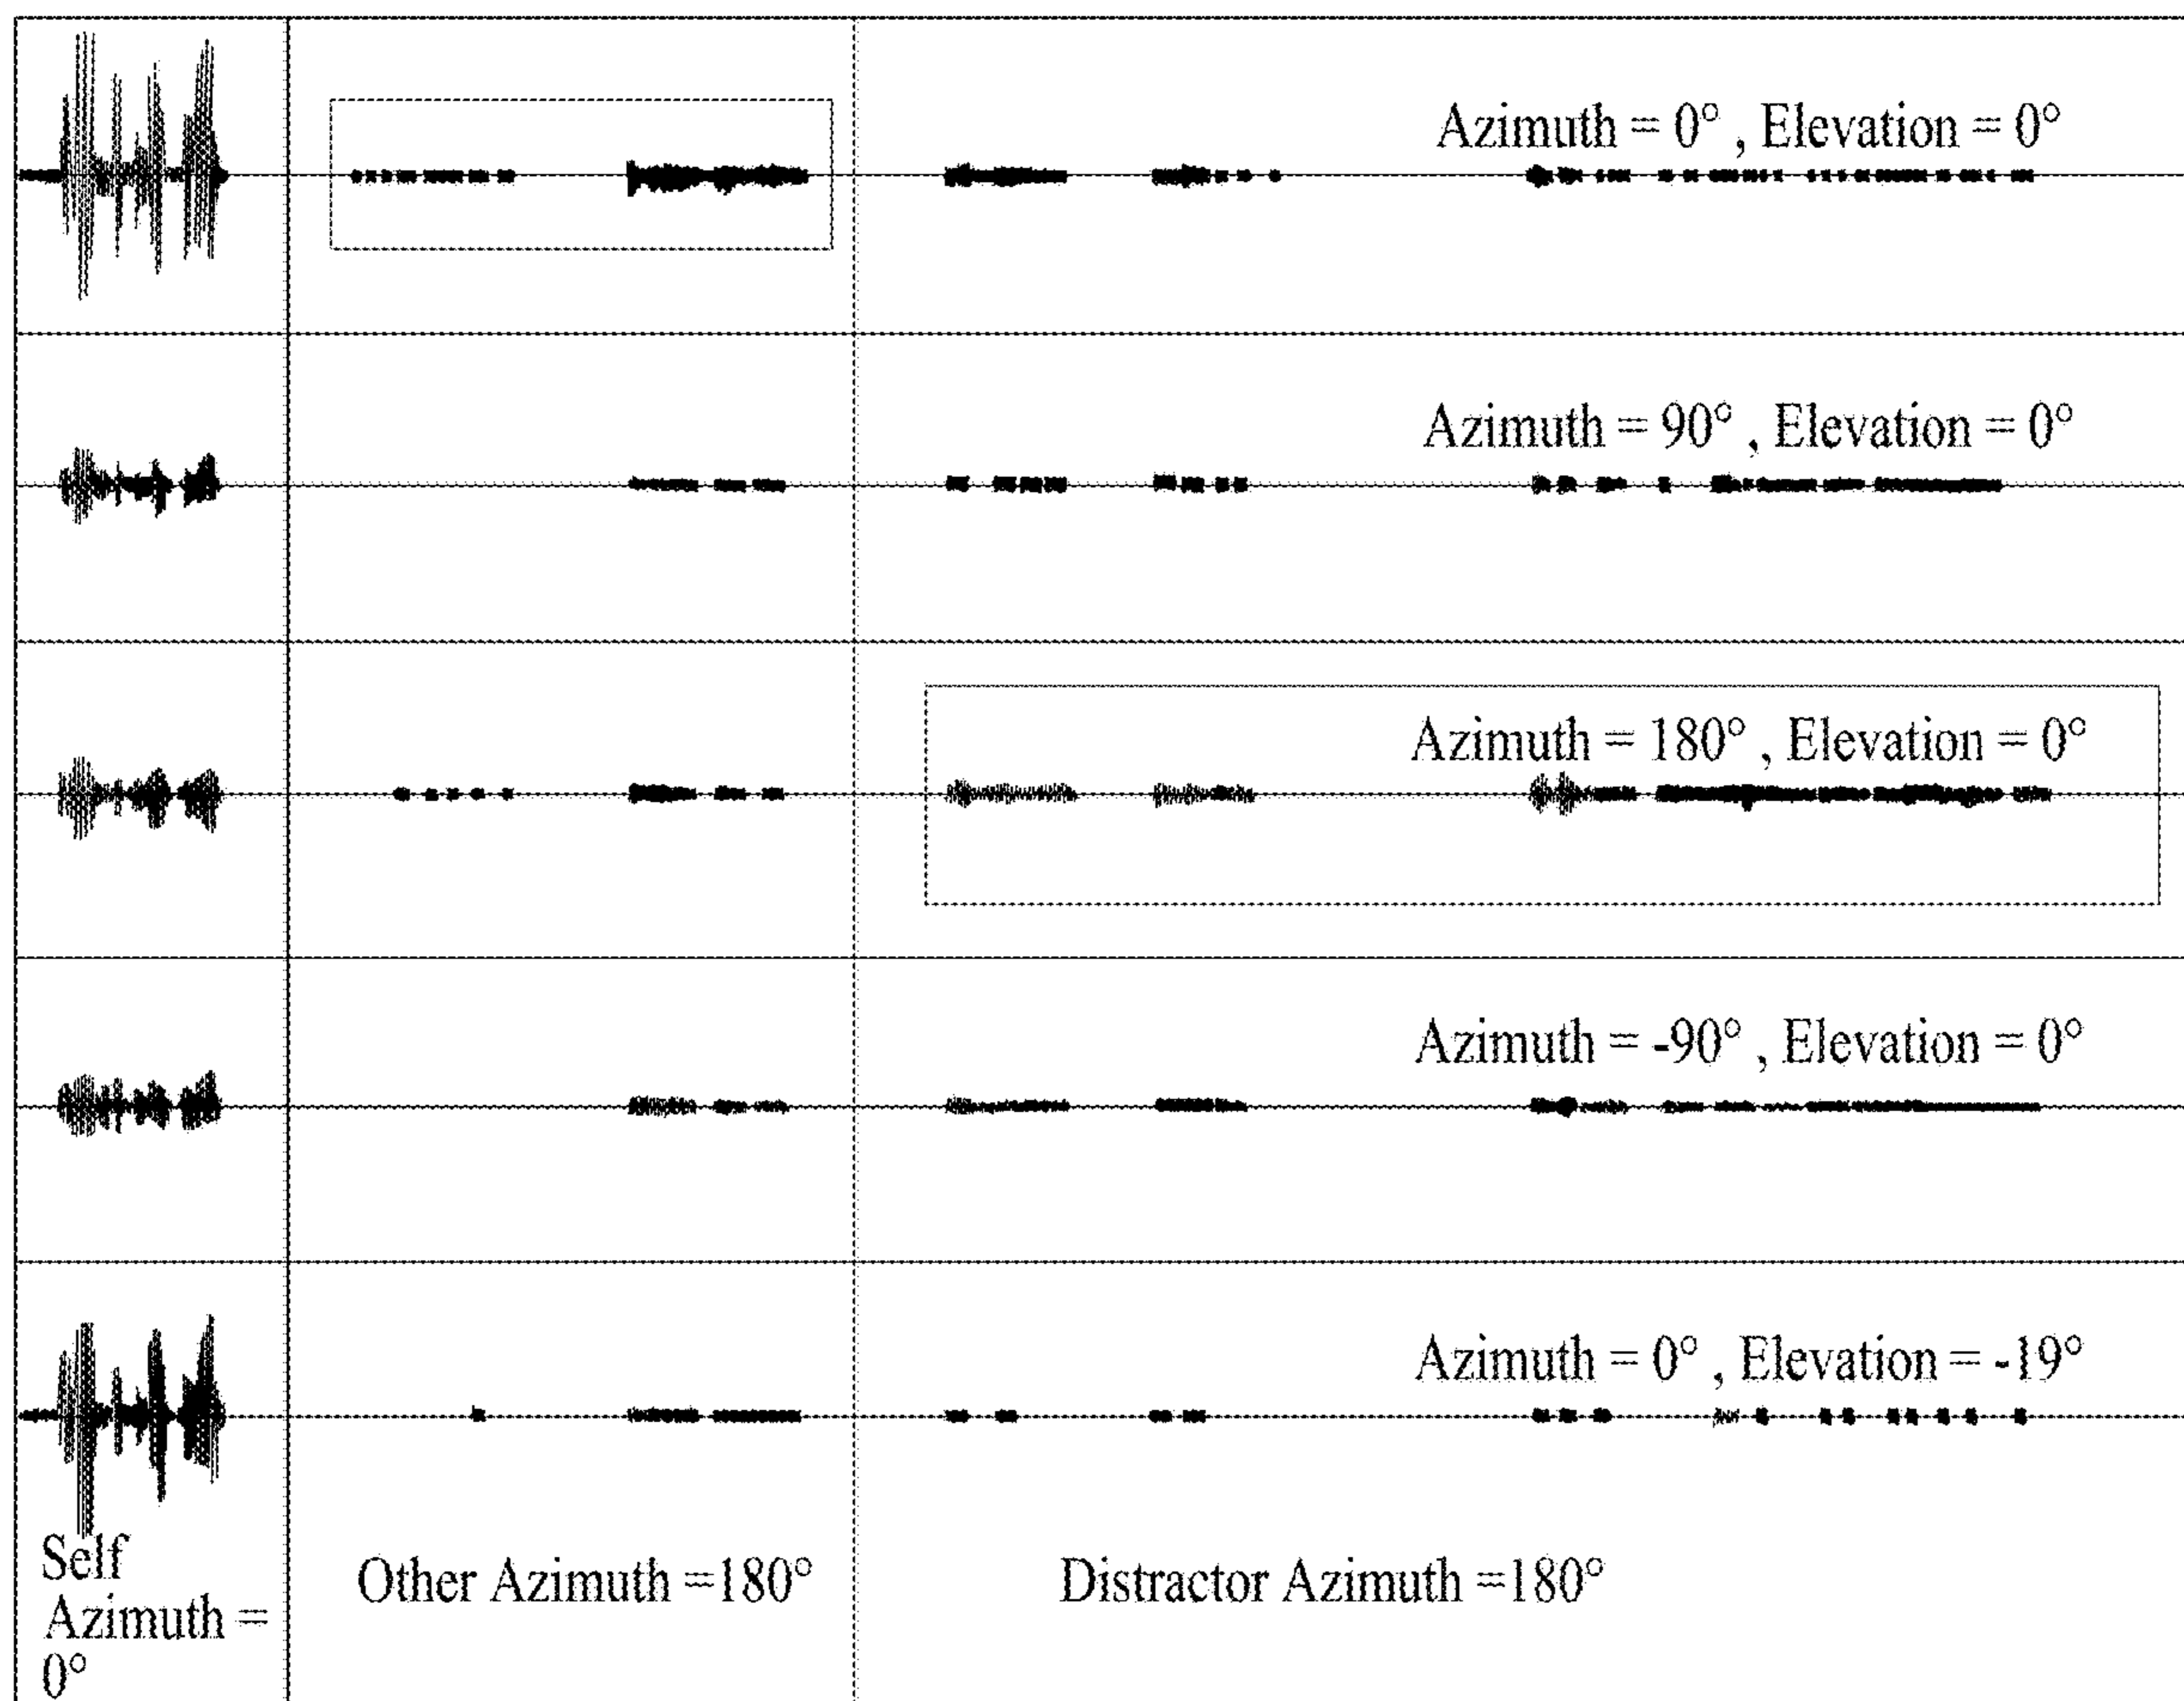 Azimuth = 0° , Elevation = 0°
Azimuth = 90° , Elevation = 0°
Azimuth = 180° , Elevation = 0°
Azimuth = -90° , Elevation = 0°
Azimuth = 0° , Elevation = -19°
Self
Azimuth =
0°
Other Azimuth =180°
Distractor Azimuth =180°